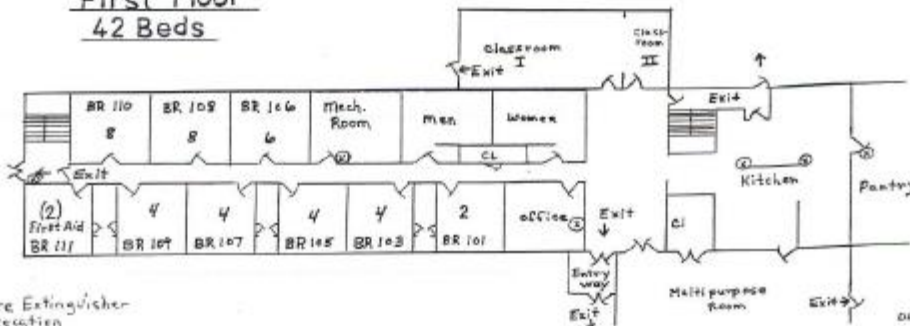 First Floor
42 Beds
Classroom
I
Class-
room
II
←Exit
Exit
BR 110
8
BR 108
8
BR 106
6
Mech.
Room
Men
Women
CL
Exit
Kitchen
Pantry
(2)
First Aid
BR 111
4
BR 109
4
BR 107
4
BR 105
4
BR 103
2
BR 101
Office
Exit
Cl
Entry
way
Exit
Multipurpose
Room
Exit→
re Extinguisher